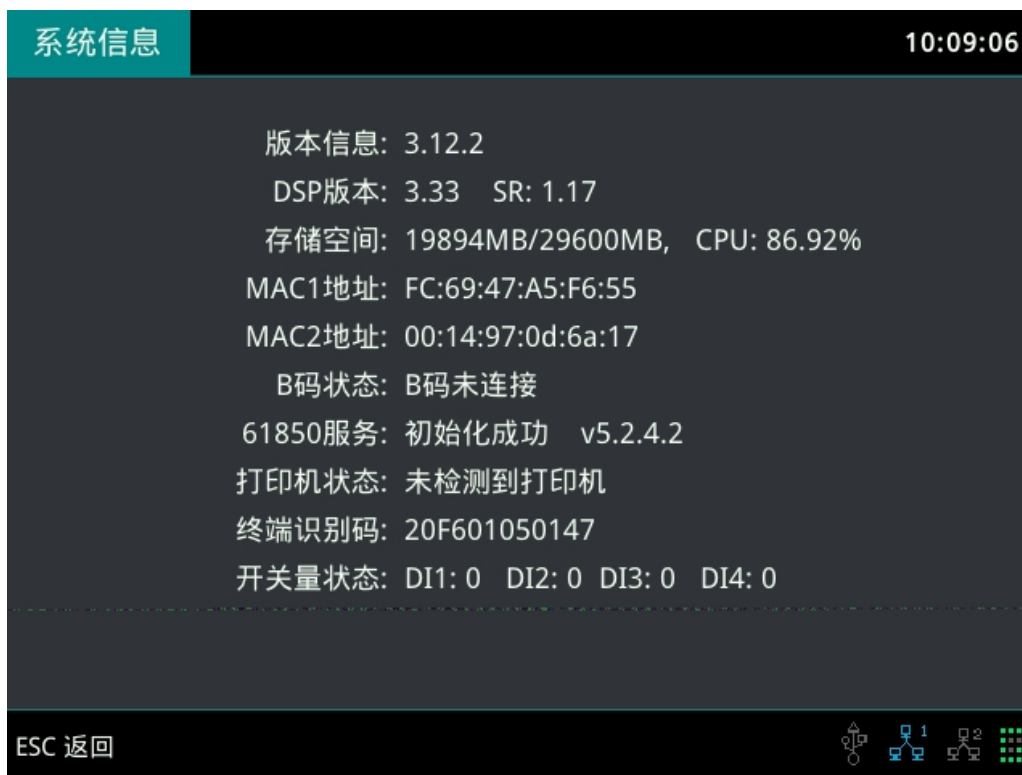 系统信息 10:09:06
版本信息: 3.12.2
DSP版本: 3.33 SR: 1.17
存储空间: 19894MB/29600MB, CPU: 86.92%
MAC1地址: FC:69:47:A5:F6:55
MAC2地址: 00:14:97:0d:6a:17
B码状态: B码未连接
61850服务: 初始化成功 v5.2.4.2
打印机状态: 未检测到打印机
终端识别码: 20F601050147
开关量状态: DI1: 0 DI2: 0 DI3: 0 DI4: 0
ESC 返回 1 2